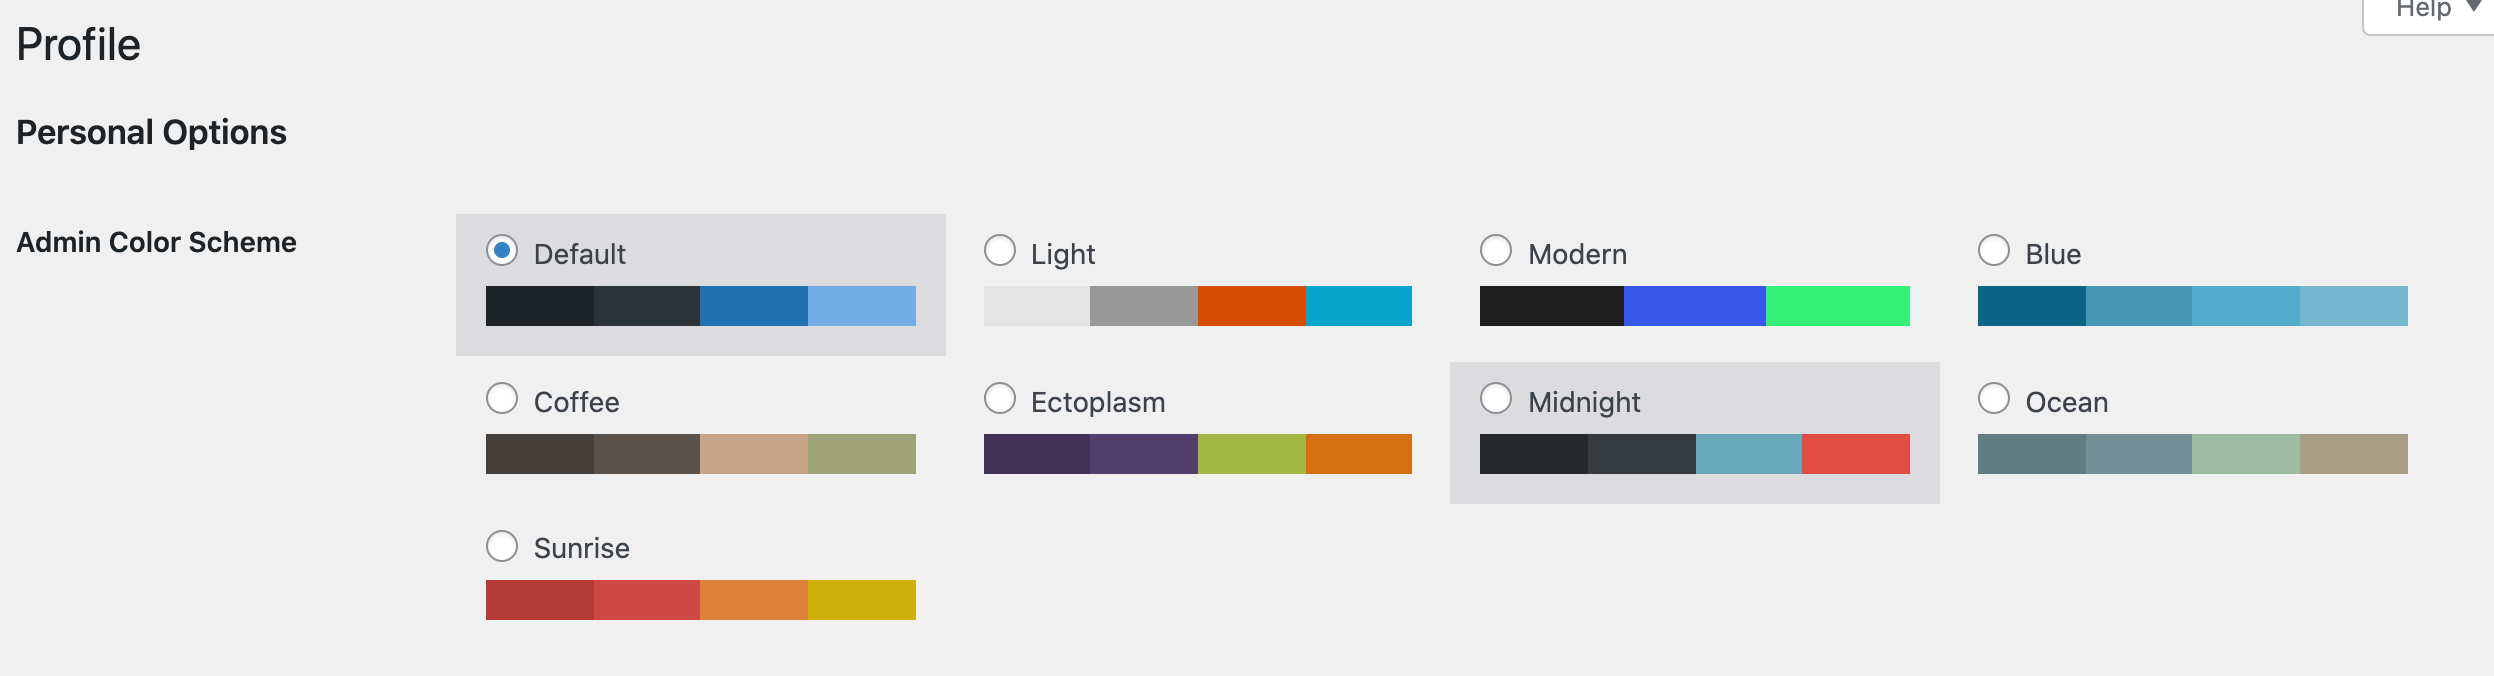 Help
Profile
Personal Options
Admin Color Scheme
Default
Light
Modern
Blue
Coffee
Ectoplasm
Midnight
Ocean
Sunrise